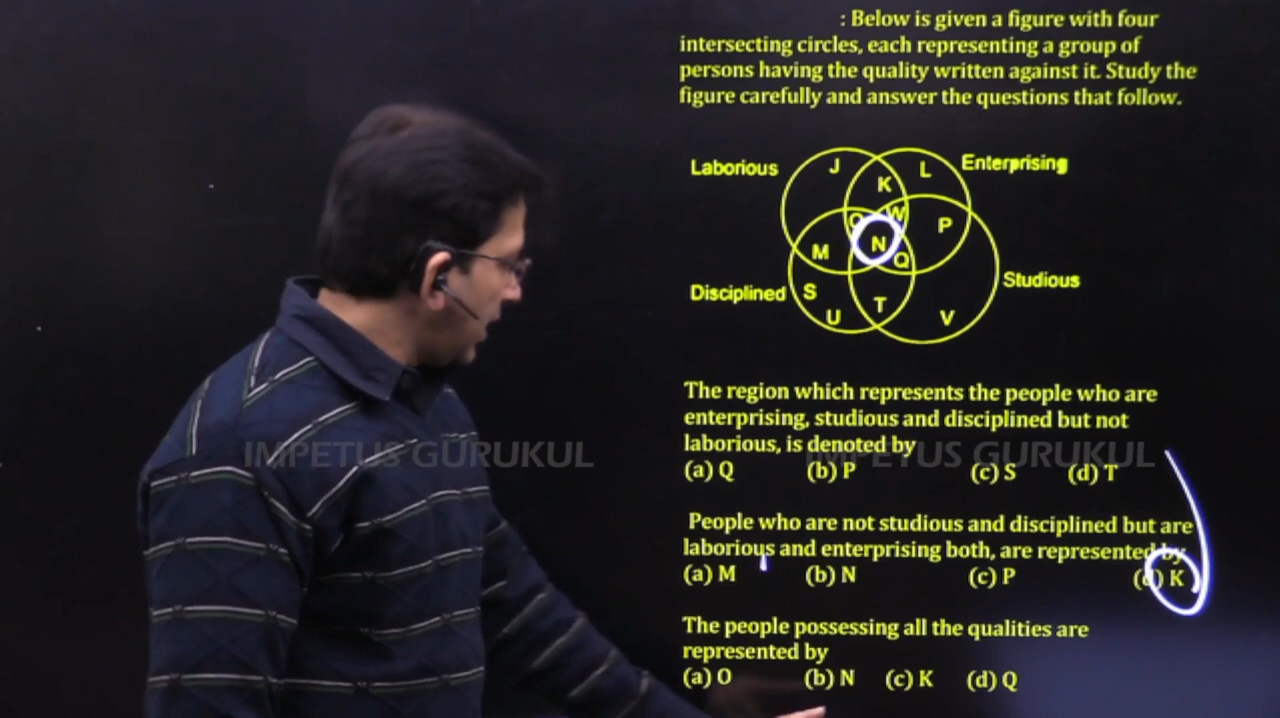 : Below is given a figure with four
intersecting circles, each representing a group of
persons having the quality written against it. Study the
figure carefully and answer the questions that follow.
Laborious
J
K
L
Enterprising
O
W
P
M
N
Q
Disciplined
S
Studious
U
T
V
The region which represents the people who are
enterprising, studious and disciplined but not
laborious, is denoted by
IMPETUS GURUKUL
IMPETUS GURUKUL
(a) Q (b) P (c) S (d) T
People who are not studious and disciplined but are
laborious and enterprising both, are represented by
(a) M (b) N (c) P (d) K
The people possessing all the qualities are
represented by
(a) O (b) N (c) K (d) Q